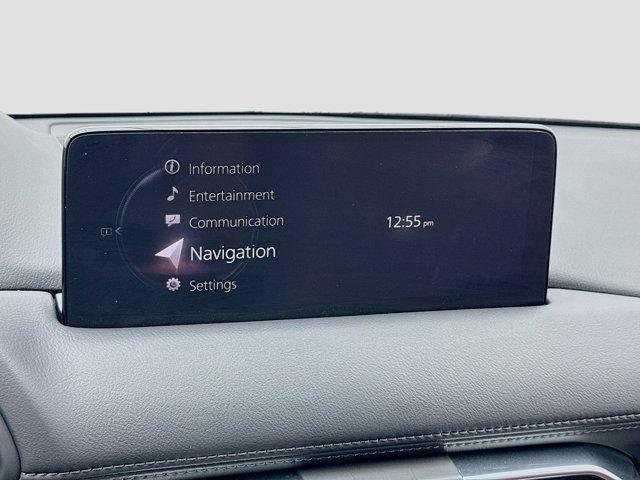 Information
Entertainment
Communication
12:55 pm
Navigation
Settings